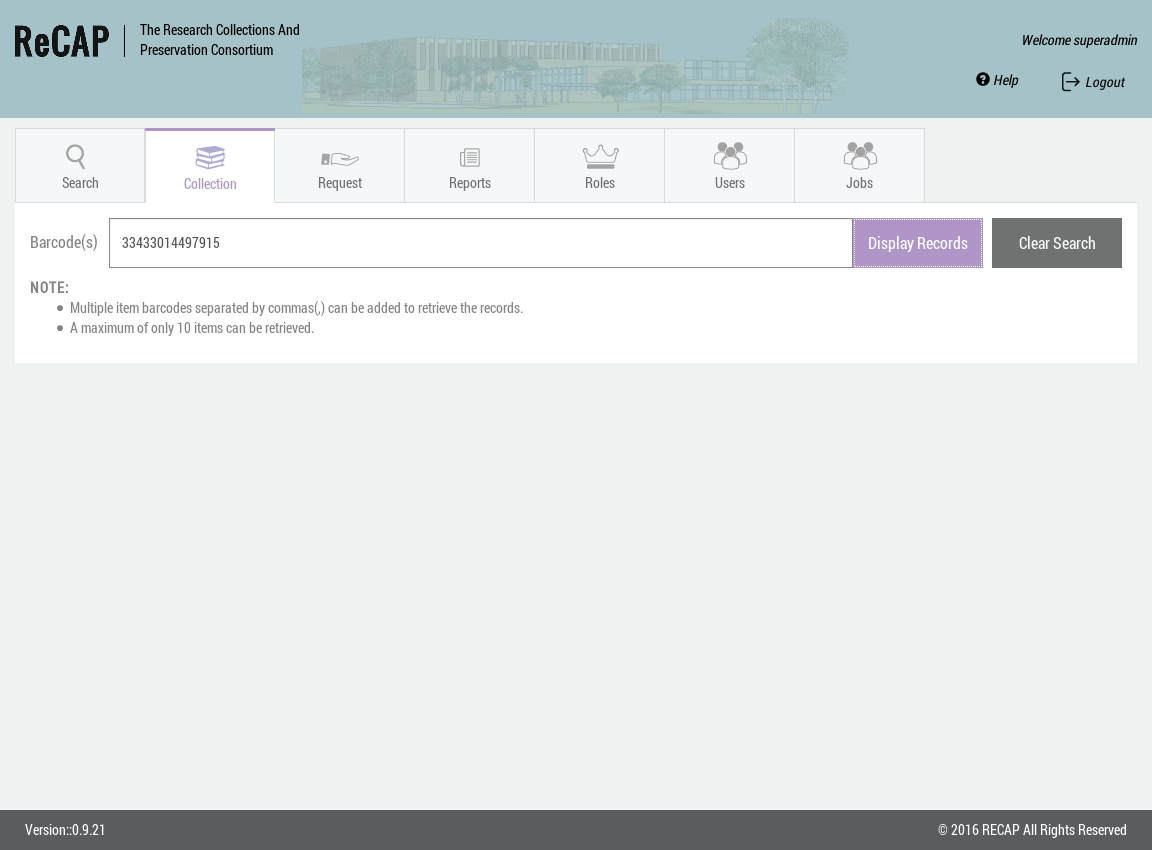 ReCAP
The Research Collections And
Preservation Consortium
Welcome superadmin
Help
Logout
Search
Collection
Request
Reports
Roles
Users
Jobs
Barcode(s)
33433014497915
Display Records
Clear Search
NOTE:
Multiple item barcodes separated by commas(,) can be added to retrieve the records.
A maximum of only 10 items can be retrieved.
Version::0.9.21
© 2016 RECAP All Rights Reserved